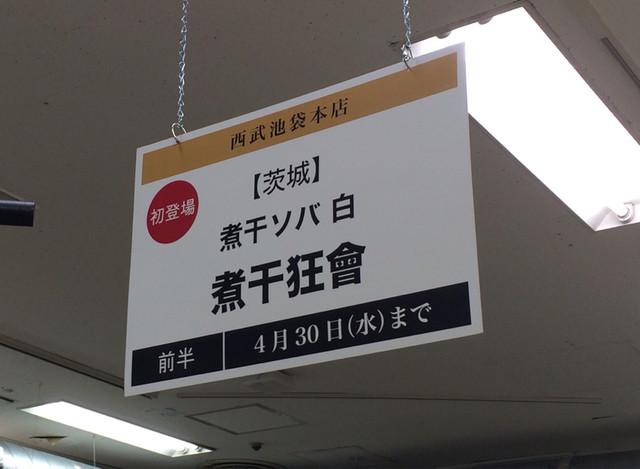 西武池袋本店
初登場
【茨城】
煮干ソバ 白
煮干狂會
前半
4月30日(水)まで